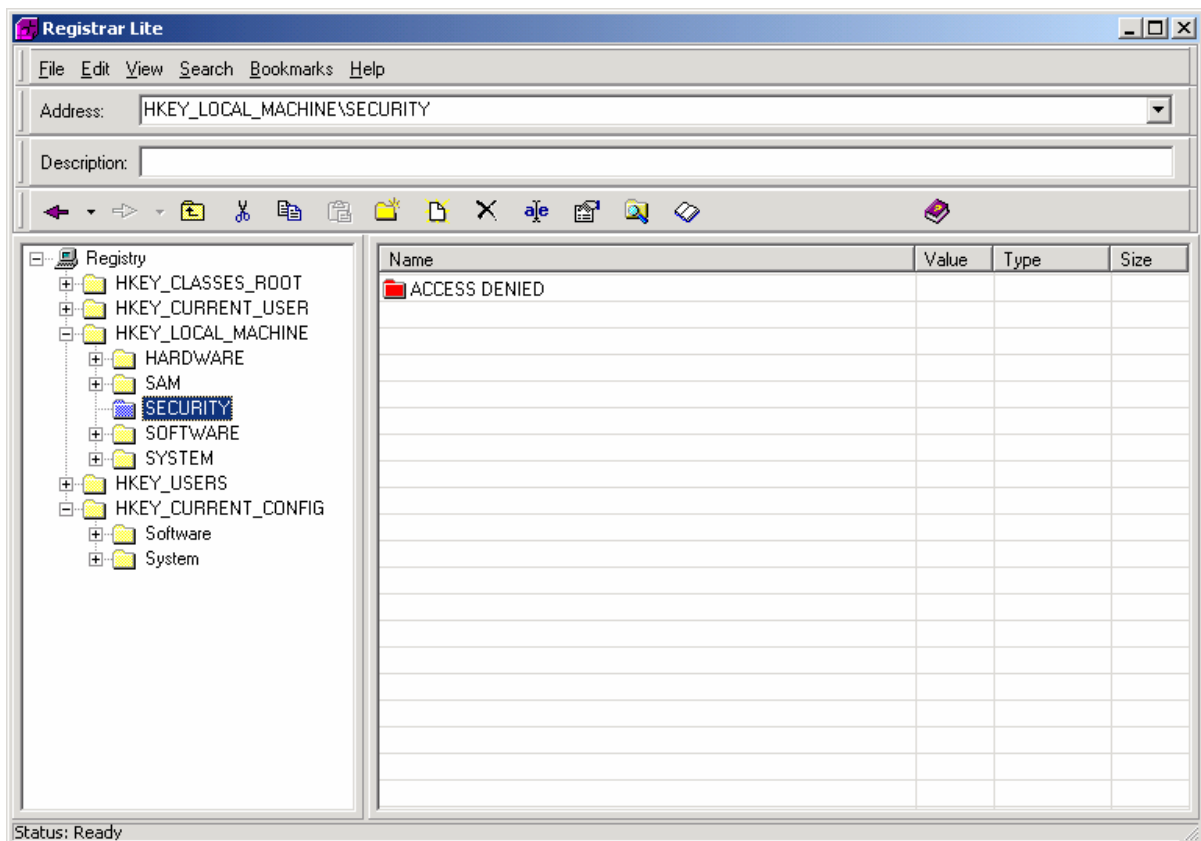 Registrar Lite
File Edit View Search Bookmarks Help
Address: HKEY_LOCAL_MACHINE\SECURITY
Description:
Registry
HKEY_CLASSES_ROOT
HKEY_CURRENT_USER
HKEY_LOCAL_MACHINE
HARDWARE
SAM
SECURITY
SOFTWARE
SYSTEM
HKEY_USERS
HKEY_CURRENT_CONFIG
Software
System
Name Value Type Size
ACCESS DENIED
Status: Ready